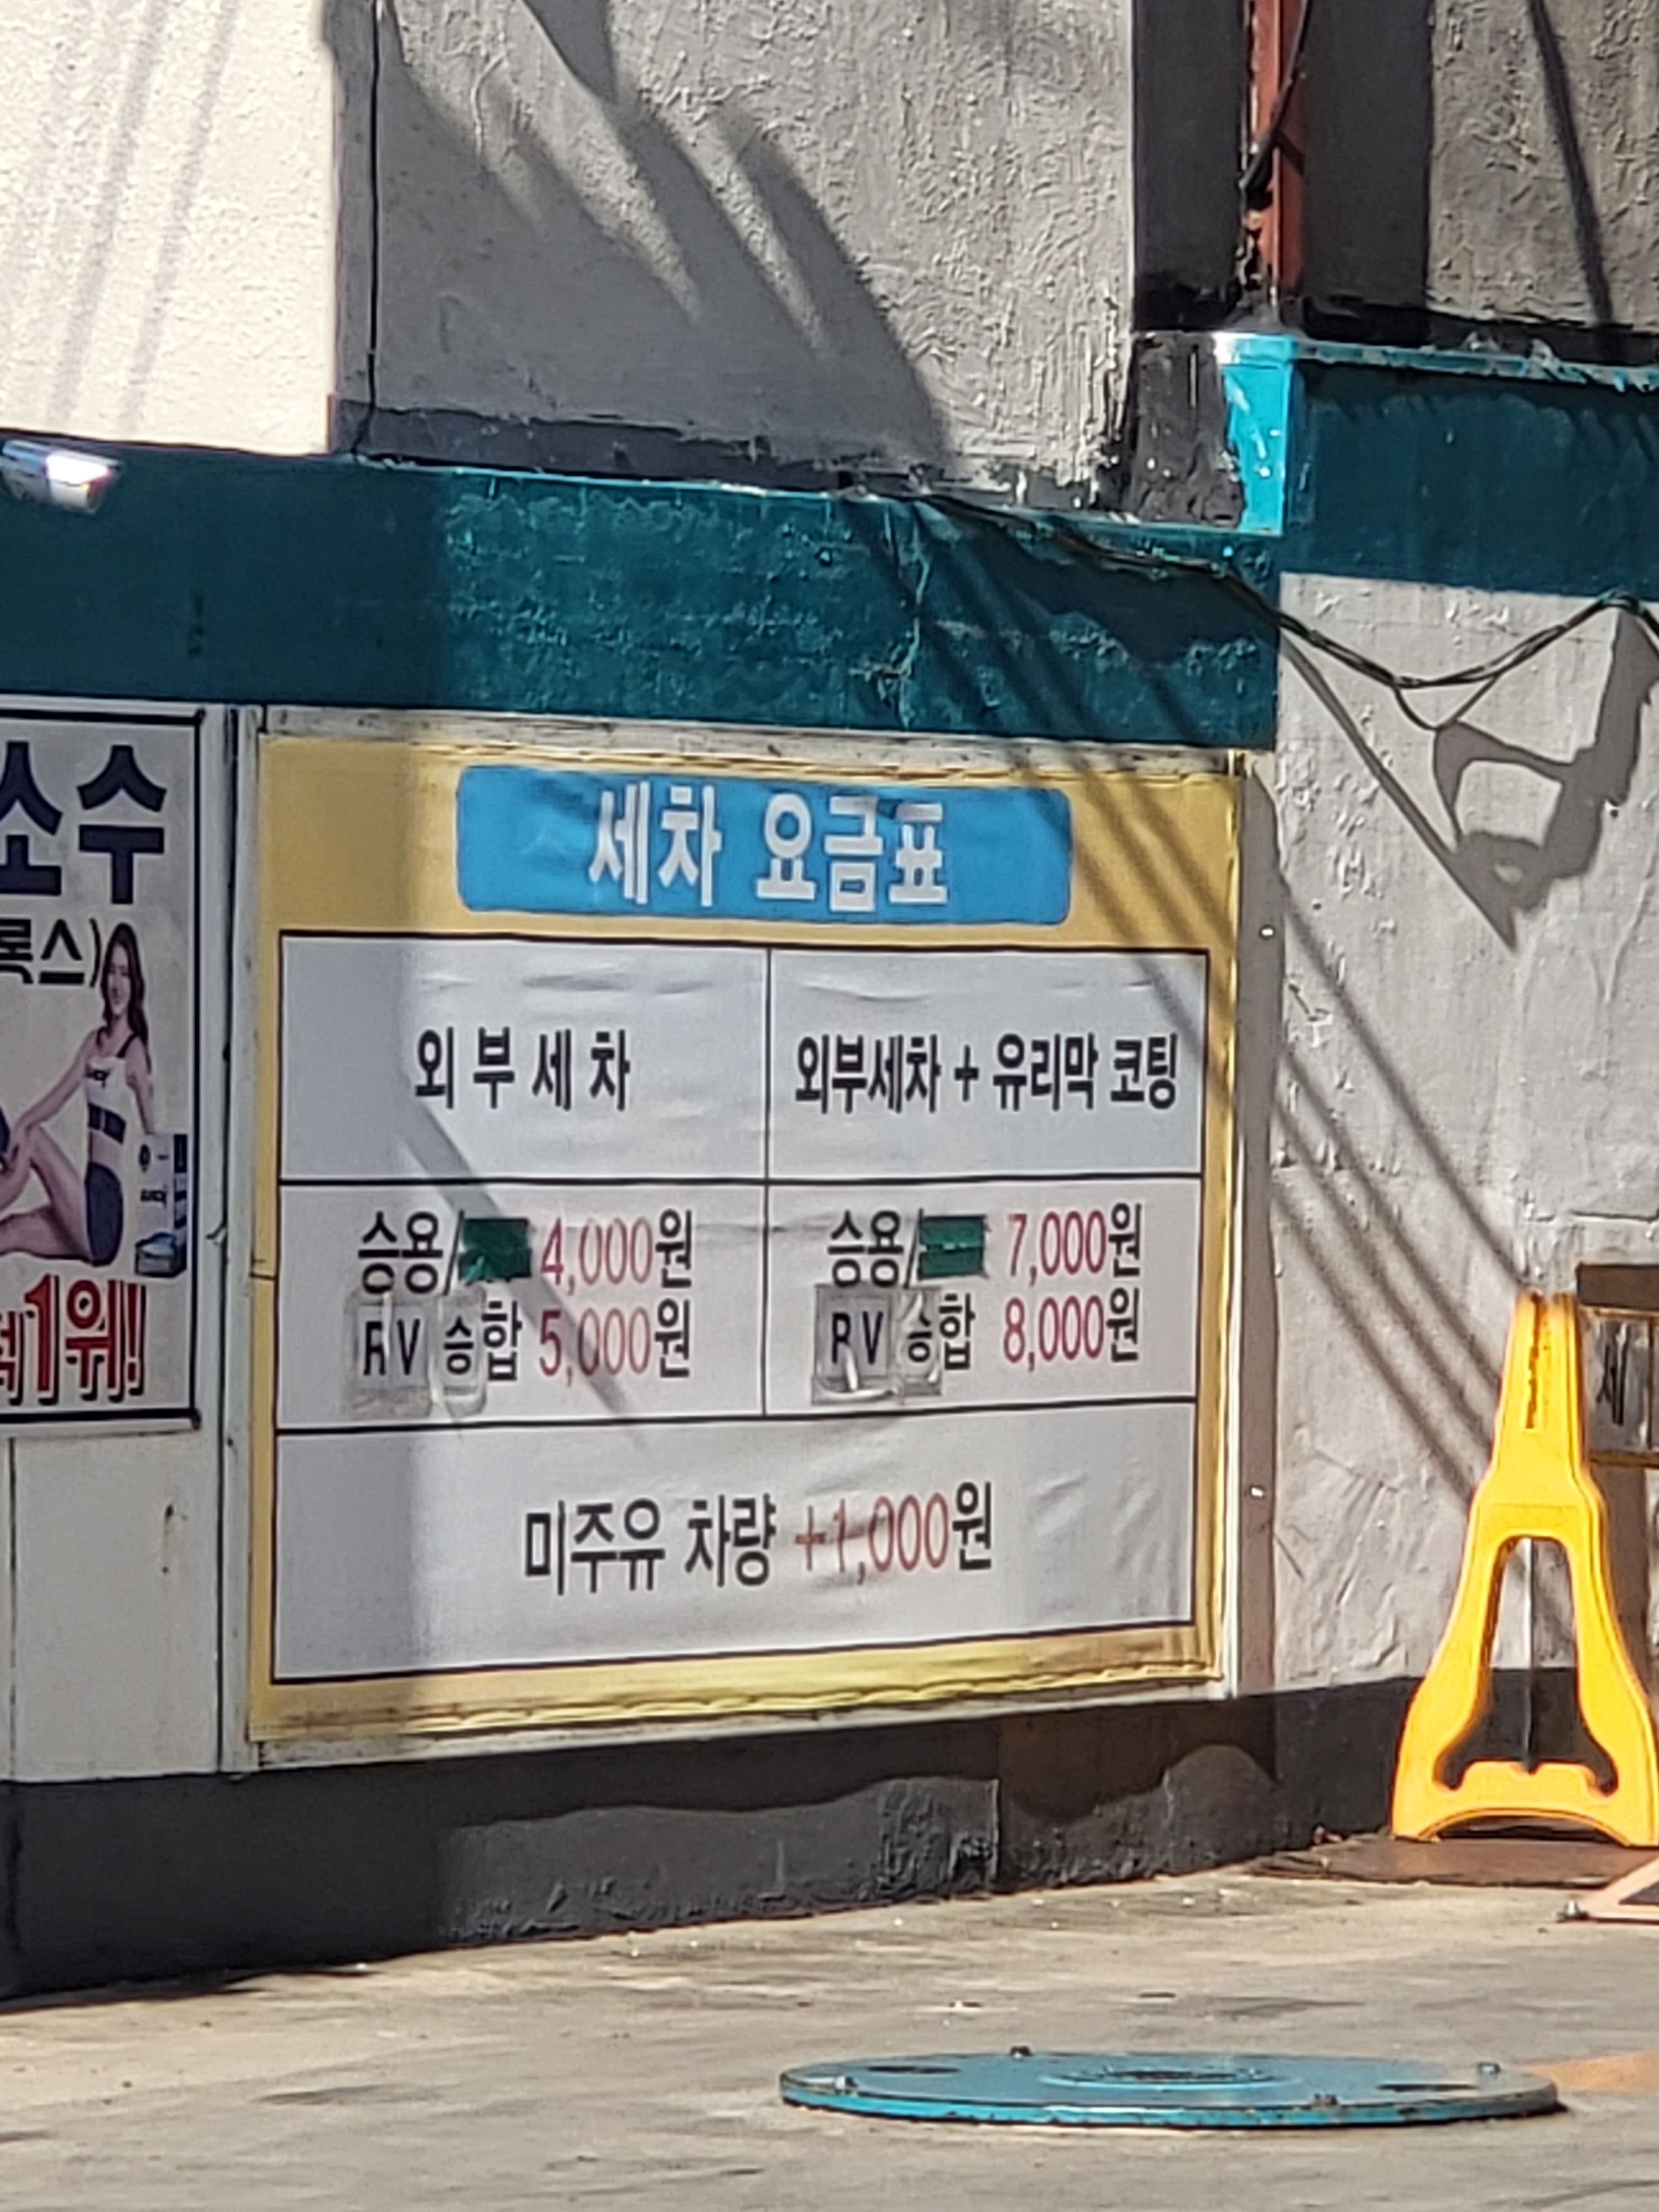 세차 요금표
외부세차
외부세차 + 유리막 코팅
승용/ 4,000원
RV 승합 5,000원
승용/ 7,000원
RV 승합 8,000원
미주유 차량 +1,000원
소수
록스)
1위!
세